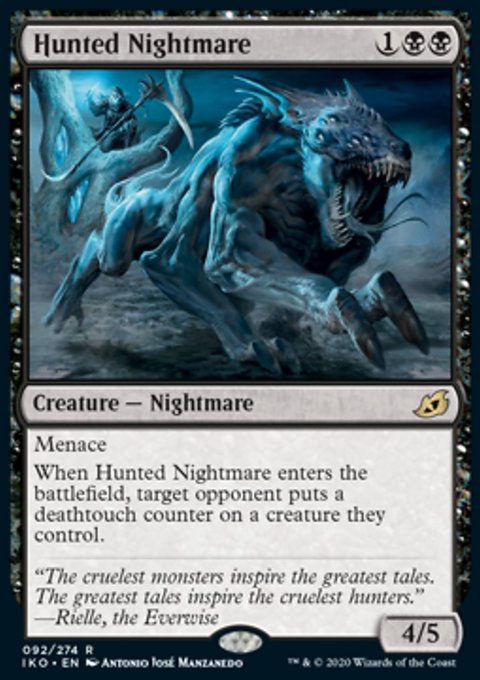 Hunted Nightmare 1
Creature — Nightmare
Menace
When Hunted Nightmare enters the
battlefield, target opponent puts a
deathtouch counter on a creature they
control.
“The cruelest monsters inspire the greatest tales.
The greatest tales inspire the cruelest hunters.”
—Rielle, the Everwise
4/5
092/274 R
IKO • EN Antonio José Manzanedo
™ & © 2020 Wizards of the Coast